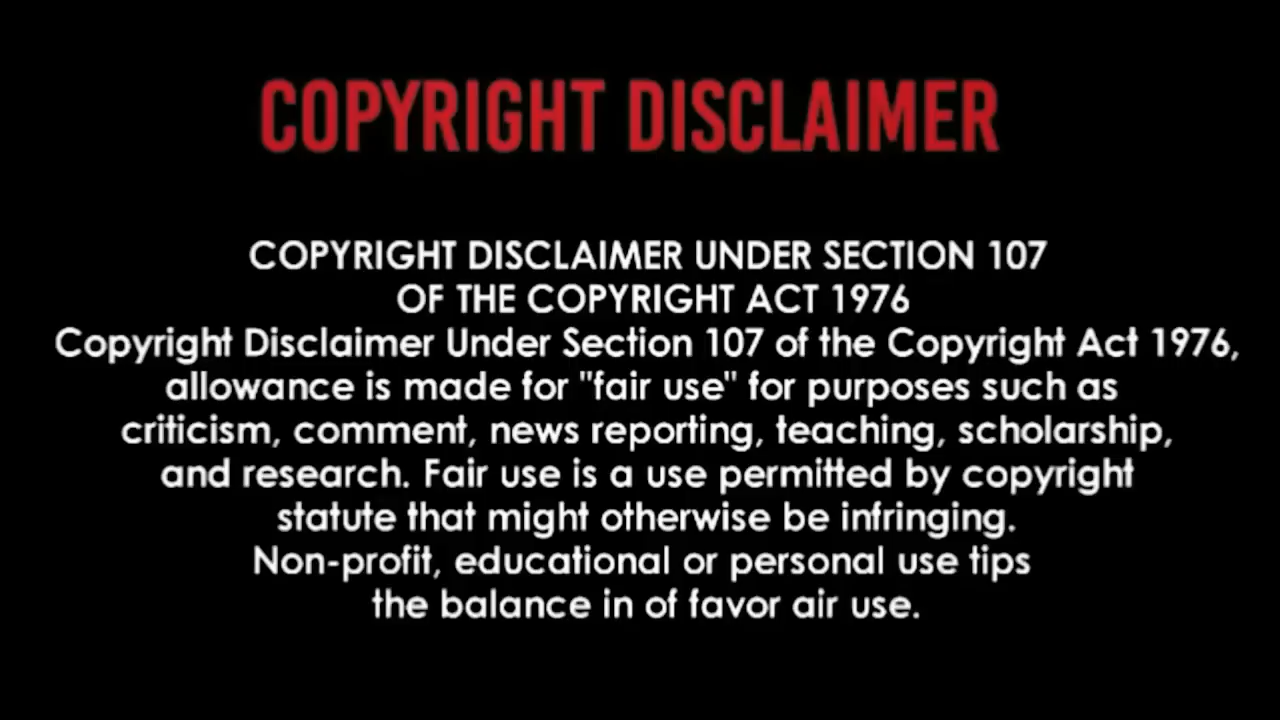 COPYRIGHT DISCLAIMER
COPYRIGHT DISCLAIMER UNDER SECTION 107
OF THE COPYRIGHT ACT 1976
Copyright Disclaimer Under Section 107 of the Copyright Act 1976,
allowance is made for "fair use" for purposes such as
criticism, comment, news reporting, teaching, scholarship,
and research. Fair use is a use permitted by copyright
statute that might otherwise be infringing.
Non-profit, educational or personal use tips
the balance in of favor air use.